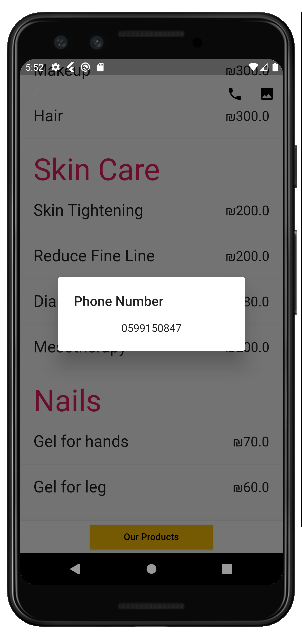 5:52
Makeup ₪300.0
Hair ₪300.0
Skin Care
Skin Tightening ₪200.0
Reduce Fine Line ₪200.0
Phone Number
0599150847
Nails
Gel for hands ₪70.0
Gel for leg ₪60.0
Our Products